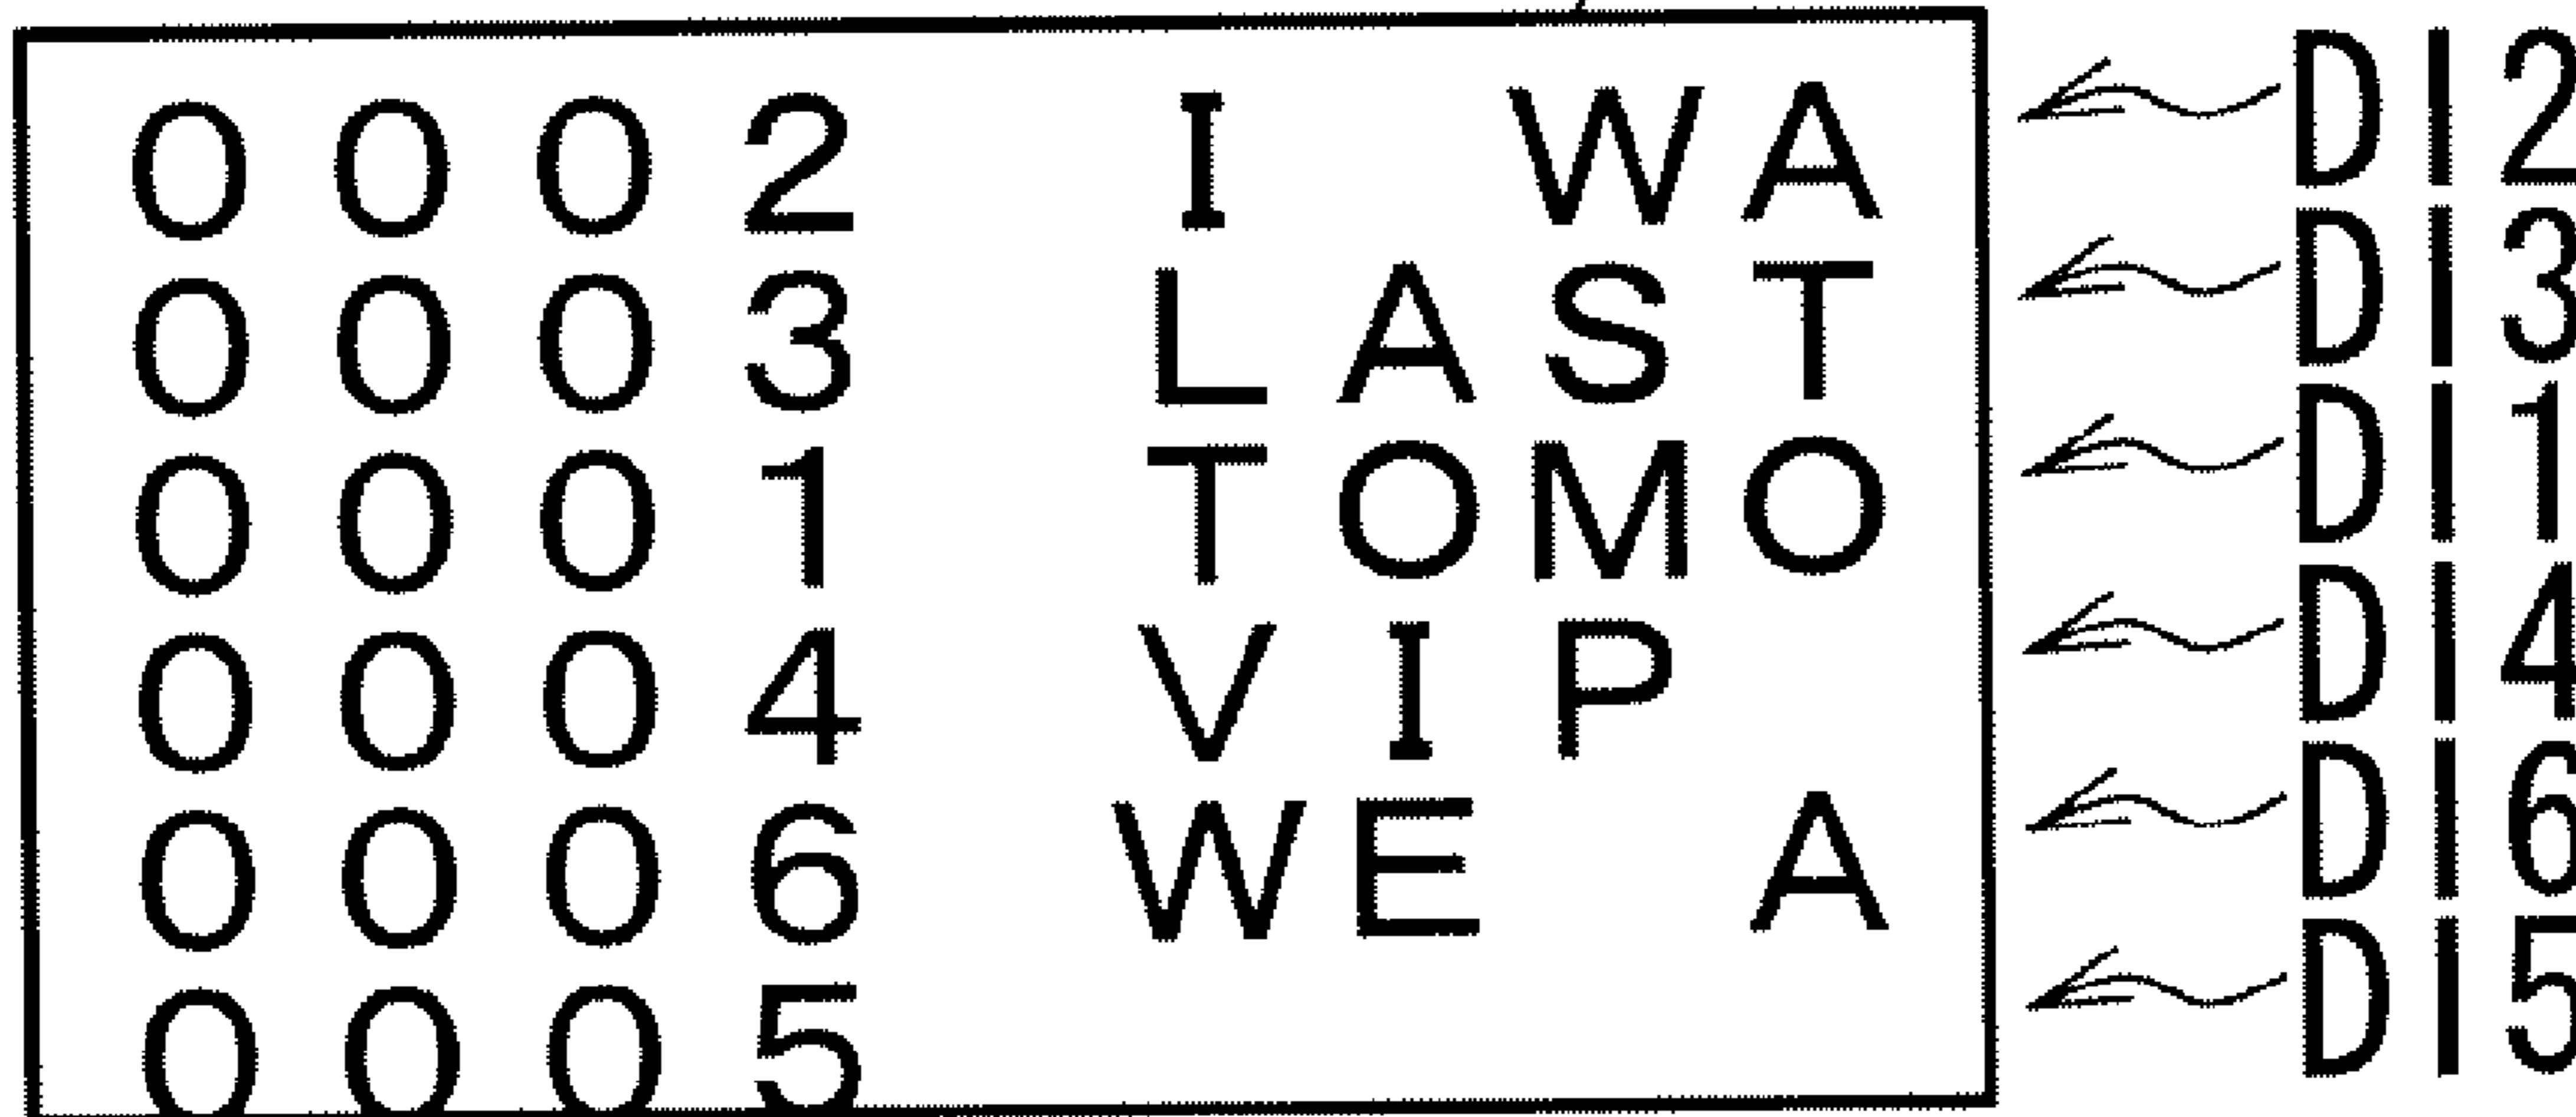 0002 I WA DI2
0003 LAST DI3
0001 TOMO DI1
0004 VIP DI4
0006 WE A DI6
0005 DI5